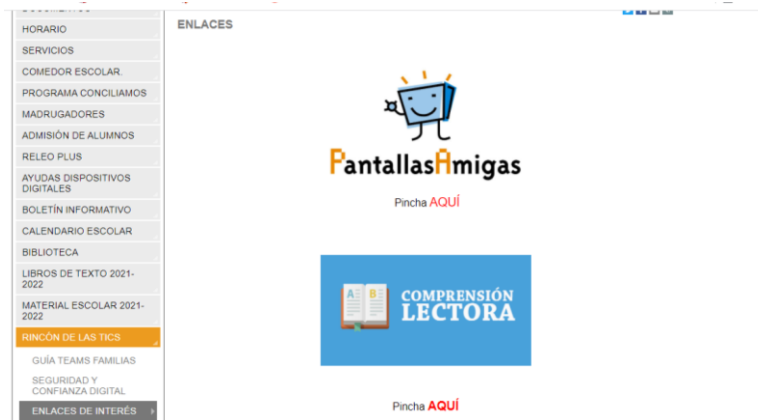 DOCUMENTOS
HORARIO
SERVICIOS
COMEDOR ESCOLAR.
PROGRAMA CONCILIAMOS
MADRUGADORES
ADMISIÓN DE ALUMNOS
RELEO PLUS
AYUDAS DISPOSITIVOS
DIGITALES
BOLETÍN INFORMATIVO
CALENDARIO ESCOLAR
BIBLIOTECA
LIBROS DE TEXTO 2021-
2022
MATERIAL ESCOLAR 2021-
2022
RINCÓN DE LAS TICS
GUÍA TEAMS FAMILIAS
SEGURIDAD Y
CONFIANZA DIGITAL
ENLACES DE INTERÉS
ENLACES
PantallasAmigas
Pincha AQUÍ
A B
COMPRENSIÓN
LECTORA
Pincha AQUÍ